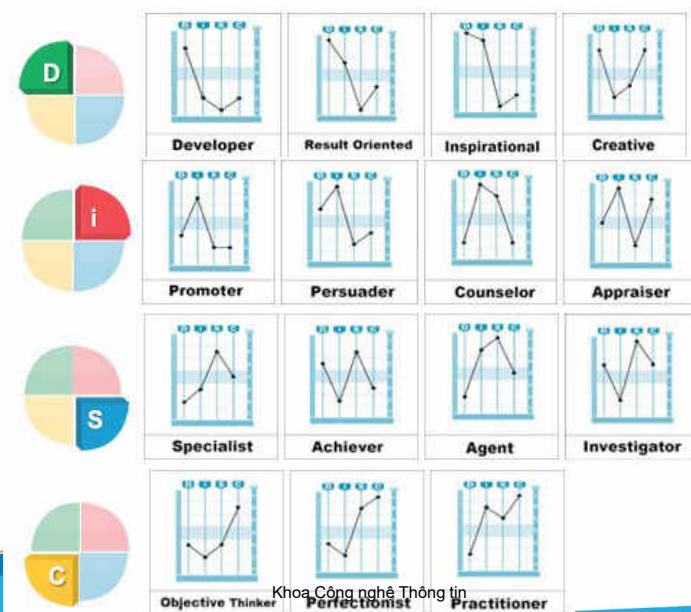 D
D I S C
D I S C
D I S C
D I S C
Developer
Result Oriented
Inspirational
Creative
i
D I S C
D I S C
D I S C
D I S C
Promoter
Persuader
Counselor
Appraiser
S
D I S C
D I S C
D I S C
D I S C
Specialist
Achiever
Agent
Investigator
C
D I S C
D I S C
D I S C
Objective Thinker
Perfectionist
Practitioner
Khoa Công nghệ Thông tin